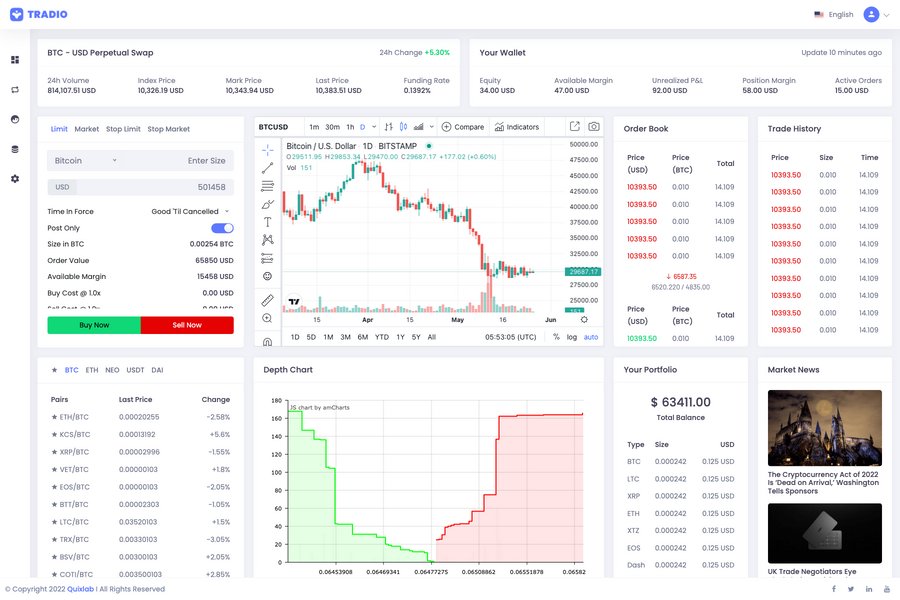 TRADIO
English
BTC - USD Perpetual Swap
24h Change +5.30%
24h Volume
814,107.51 USD
Index Price
10,326.19 USD
Mark Price
10,343.94 USD
Last Price
10,383.51 USD
Funding Rate
0.1392%
Your Wallet
Update 10 minutes ago
Equity
34.00 USD
Available Margin
47.00 USD
Unrealized P&L
92.00 USD
Position Margin
58.00 USD
Active Orders
15.00 USD
Limit Market Stop Limit Stop Market
Bitcoin Enter Size
USD 501458
Time In Force Good 'Til Cancelled
Post Only
Size in BTC 0.00254 BTC
Order Value 65850 USD
Available Margin 15458 USD
Buy Cost @ 1.0x 0.00 USD
Buy Now Sell Now
BTCUSD 1m 30m 1h D Compare Indicators
Bitcoin / U.S. Dollar · 1D · BITSTAMP
O29511.95 H29853.34 L29470.00 C29687.17 +177.02 (+0.60%)
Vol 151
50000.00
47500.00
45000.00
42500.00
40000.00
37500.00
35000.00
32500.00
29687.17
27500.00
25000.00
151
15 Apr 15 May 16 Jun
1D 5D 1M 3M 6M YTD 1Y 5Y All 05:53:05 (UTC) % log auto
Order Book
Price (USD) Price (BTC) Total
10393.50 0.010 14.109
10393.50 0.010 14.109
10393.50 0.010 14.109
10393.50 0.010 14.109
10393.50 0.010 14.109
↓ 6587.35
6520.220 / 4835.00
Price (USD) Price (BTC) Total
10393.50 0.010 14.109
Trade History
Price Size Time
10393.50 0.010 14.109
10393.50 0.010 14.109
10393.50 0.010 14.109
10393.50 0.010 14.109
10393.50 0.010 14.109
10393.50 0.010 14.109
10393.50 0.010 14.109
10393.50 0.010 14.109
10393.50 0.010 14.109
10393.50 0.010 14.109
★ BTC ETH NEO USDT DAI
Pairs Last Price Change
★ ETH/BTC 0.00020255 -2.58%
★ KCS/BTC 0.00013192 +5.6%
★ XRP/BTC 0.00002996 -1.55%
★ VET/BTC 0.00000103 +1.8%
★ EOS/BTC 0.00000103 -2.05%
★ BTT/BTC 0.00002303 -1.05%
★ LTC/BTC 0.03520103 +1.5%
★ TRX/BTC 0.00330103 -3.05%
★ BSV/BTC 0.00300103 +2.05%
★ COTI/BTC 0.003500103 +2.85%
Depth Chart
JS chart by amCharts
180
160
140
120
100
80
60
40
20
0
0.06453908 0.06469341 0.06477275 0.06508862 0.06551878 0.06582
Your Portfolio
$ 63411.00
Total Balance
Type Size USD
BTC 0.000242 0.125 USD
LTC 0.000242 0.125 USD
XRP 0.000242 0.125 USD
ETH 0.000242 0.125 USD
XTZ 0.000242 0.125 USD
EOS 0.000242 0.125 USD
Dash 0.000242 0.125 USD
Market News
The Cryptocurrency Act of 2022
Is 'Dead on Arrival,' Washington
Tells Sponsors
UK Trade Negotiators Eye
© Copyright 2022 Quixlab I All Rights Reserved